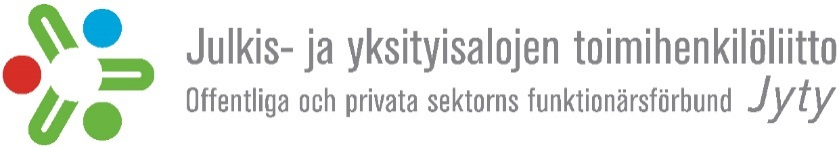 Julkis- ja yksityisalojen toimihenkilöliitto
Offentliga och privata sektorns funktionärsförbund Jyty